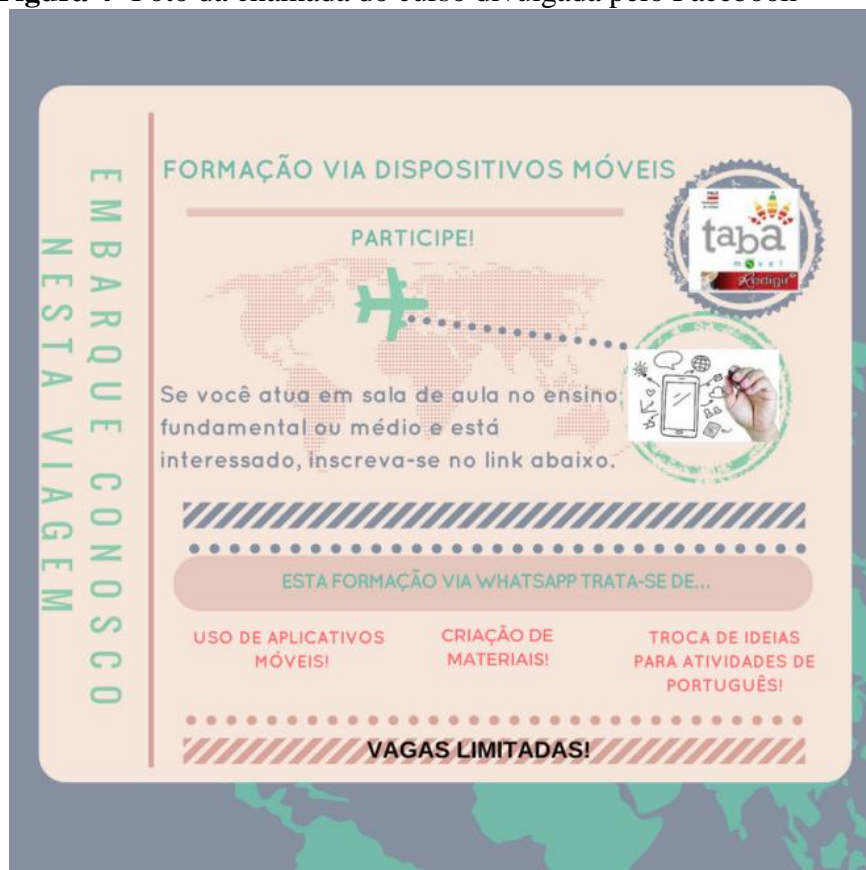 Figura 4- Foto da chamada do curso divulgada pelo Facebook
EMBARQUE CONOSCO
NESTA VIAGEM
FORMAÇÃO VIA DISPOSITIVOS MÓVEIS
PARTICIPE!
taba
móvel
Redigir
Se você atua em sala de aula no ensino
fundamental ou médio e está
interessado, inscreva-se no link abaixo.
ESTA FORMAÇÃO VIA WHATSAPP TRATA-SE DE...
USO DE APLICATIVOS
MÓVEIS!
CRIAÇÃO DE
MATERIAIS!
TROCA DE IDEIAS
PARA ATIVIDADES DE
PORTUGUÊS!
VAGAS LIMITADAS!